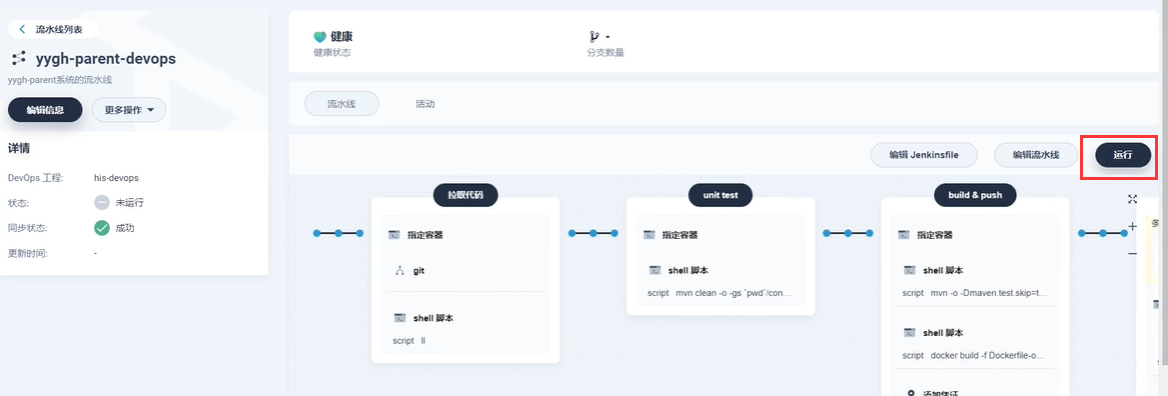 流水线列表
yygh-parent-devops
yygh-parent系统的流水线
编辑信息 更多操作
详情
DevOps 工程: his-devops
状态: 未运行
同步状态: 成功
更新时间: -
健康
健康状态
-
分支数量
流水线 活动
编辑 Jenkinsfile 编辑流水线 运行
拉取代码
指定容器
git
shell 脚本
script ll
unit test
指定容器
shell 脚本
script mvn clean -o -gs `pwd`/con...
build & push
指定容器
shell 脚本
script mvn -o -Dmaven.test.skip=t...
shell 脚本
script docker build -f Dockerfile-o...
添加凭证